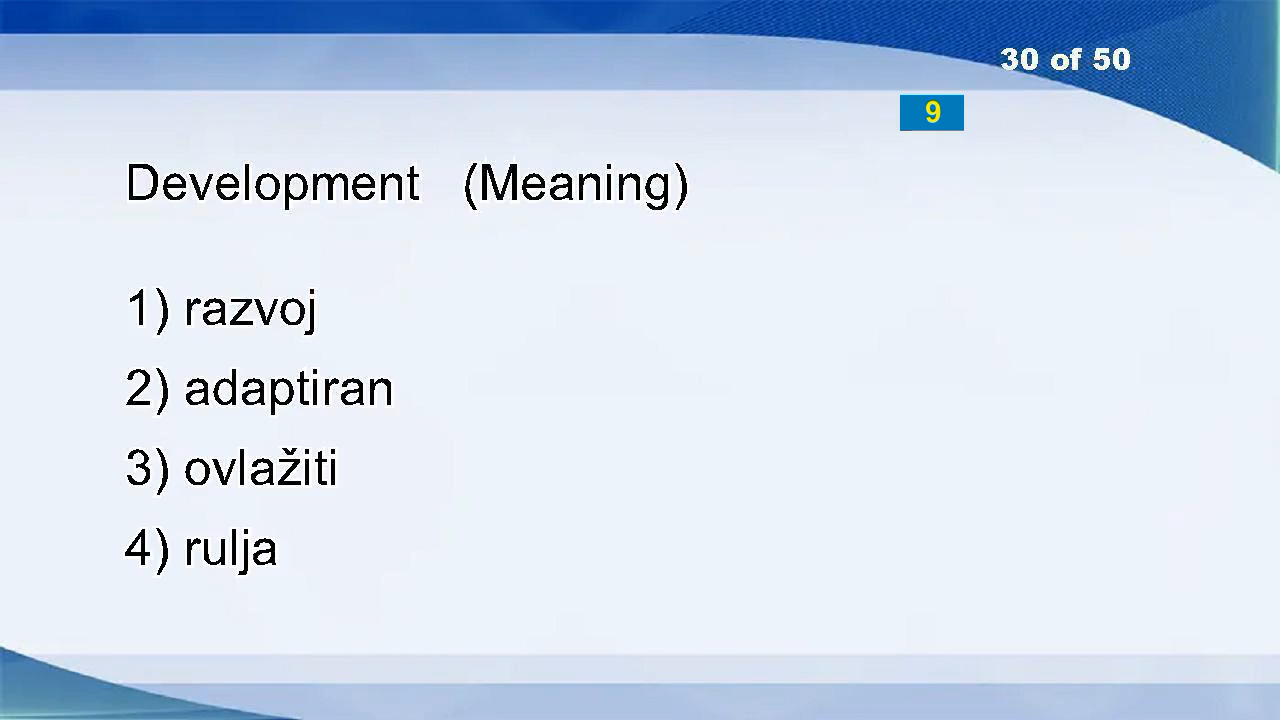 30 of 50
9
Development (Meaning)
1) razvoj
2) adaptiran
3) ovlažiti
4) rulja